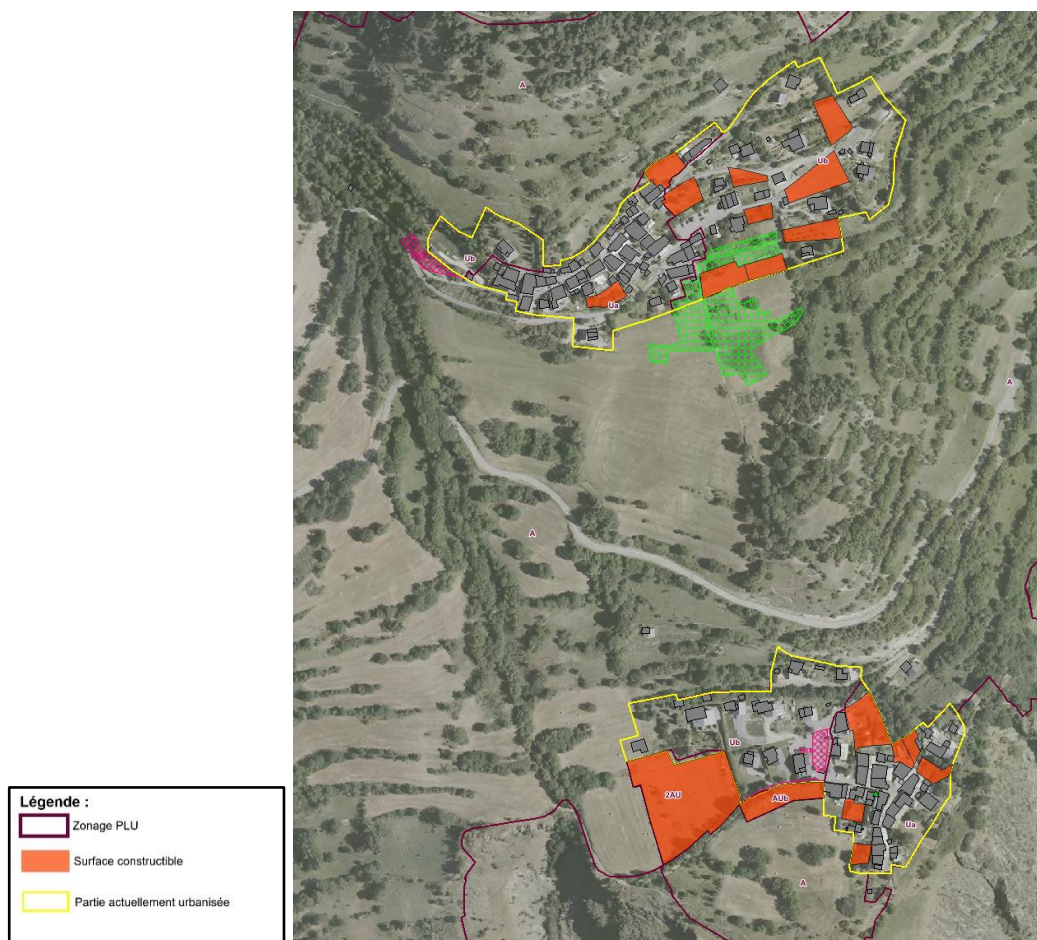 A
Ub
Ub
Ua
A
A
Ub
2AU
AUb
Ua
A
Légende :
Zonage PLU
Surface constructible
Partie actuellement urbanisée